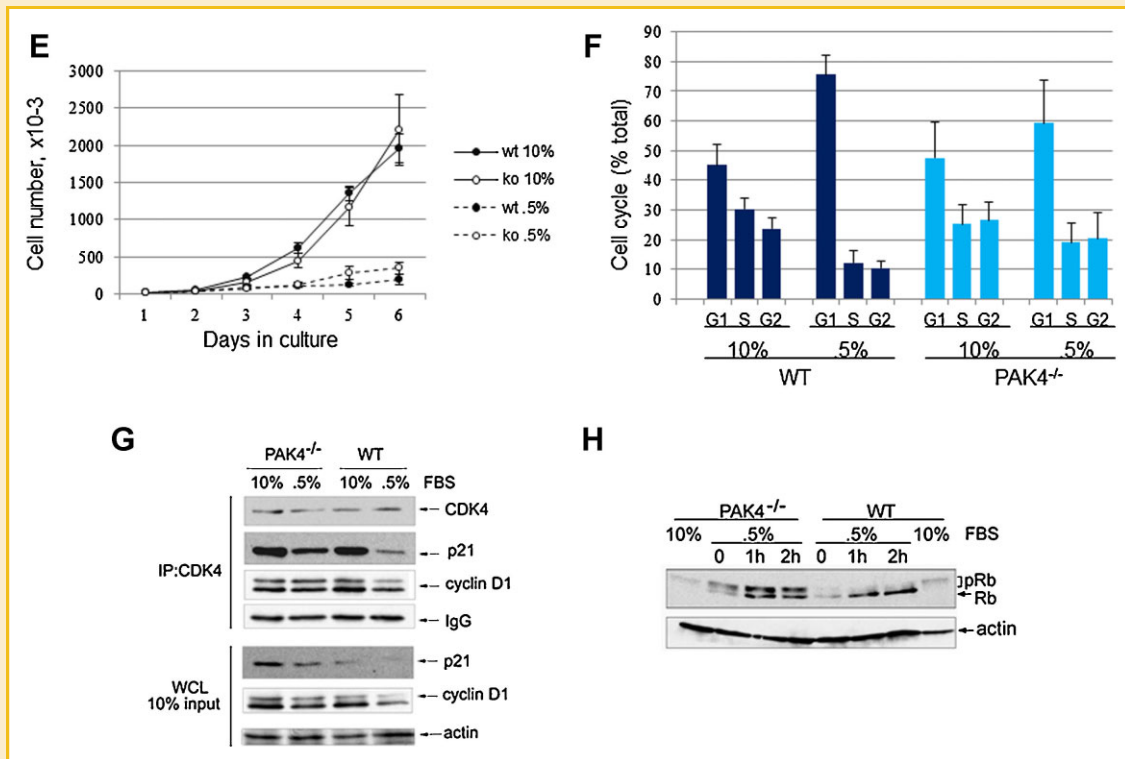 E
3000
2500
2000
1500
1000
500
0
Cell number, x10-3
1 2 3 4 5 6
Days in culture
wt 10%
ko 10%
wt .5%
ko .5%
F
90
80
70
60
50
40
30
20
10
0
Cell cycle (% total)
G1 S G2 G1 S G2 G1 S G2 G1 S G2
10% .5% 10% .5%
WT PAK4-/-
G
PAK4-/- WT
10% .5% 10% .5% FBS
IP:CDK4
CDK4
p21
cyclin D1
IgG
WCL
10% input
p21
cyclin D1
actin
H
PAK4-/- WT
10% .5% .5% 10% FBS
0 1h 2h 0 1h 2h
pRb
Rb
actin